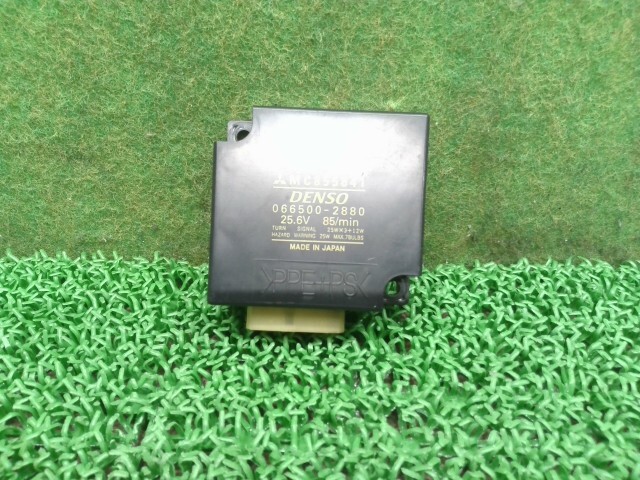 DENSO
066500-2880
25.6V 85/min
TURN SIGNAL 25W×3+12W
HAZARD WARNING 25W MAX.7BULBS
MADE IN JAPAN